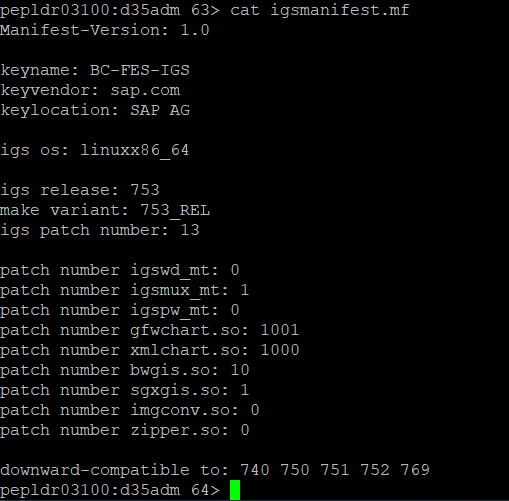 pepldr03100:d35adm 63> cat igsmanifest.mf
Manifest-Version: 1.0
keyname: BC-FES-IGS
keyvendor: sap.com
keylocation: SAP AG
igs os: linuxx86_64
igs release: 753
make variant: 753_REL
igs patch number: 13
patch number igswd_mt: 0
patch number igsmux_mt: 1
patch number igspw_mt: 0
patch number gfwchart.so: 1001
patch number xmlchart.so: 1000
patch number bwgis.so: 10
patch number sgxgis.so: 1
patch number imgconv.so: 0
patch number zipper.so: 0
downward-compatible to: 740 750 751 752 769
pepldr03100:d35adm 64>